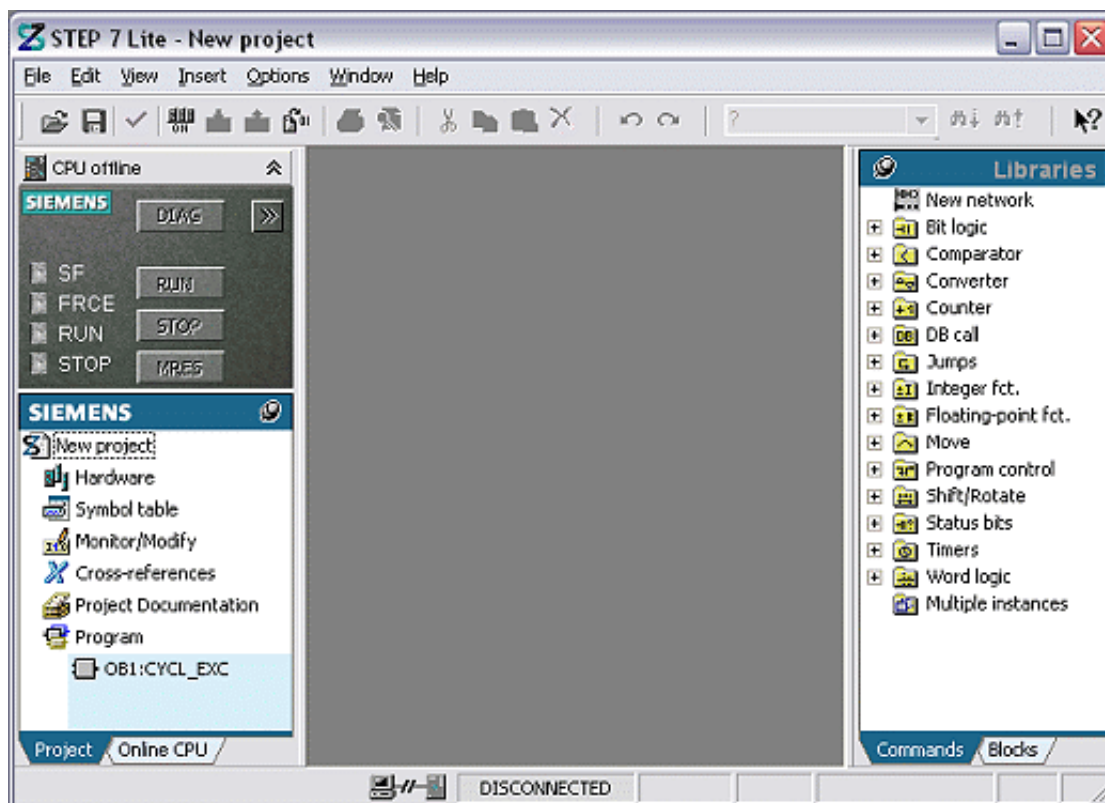 STEP 7 Lite - New project
File Edit View Insert Options Window Help
ON ? ?
CPU offline
SIEMENS DIAG
SF RUN
FRCE
RUN STOP
STOP MRES
SIEMENS
New project
Hardware
Symbol table
Monitor/Modify
Cross-references
Project Documentation
Program
OB1:CYCL_EXC
Project Online CPU
Libraries
New network
Bit logic
Comparator
Converter
Counter
DB call
Jumps
Integer fct.
Floating-point fct.
Move
Program control
Shift/Rotate
Status bits
Timers
Word logic
Multiple instances
Commands Blocks
DISCONNECTED